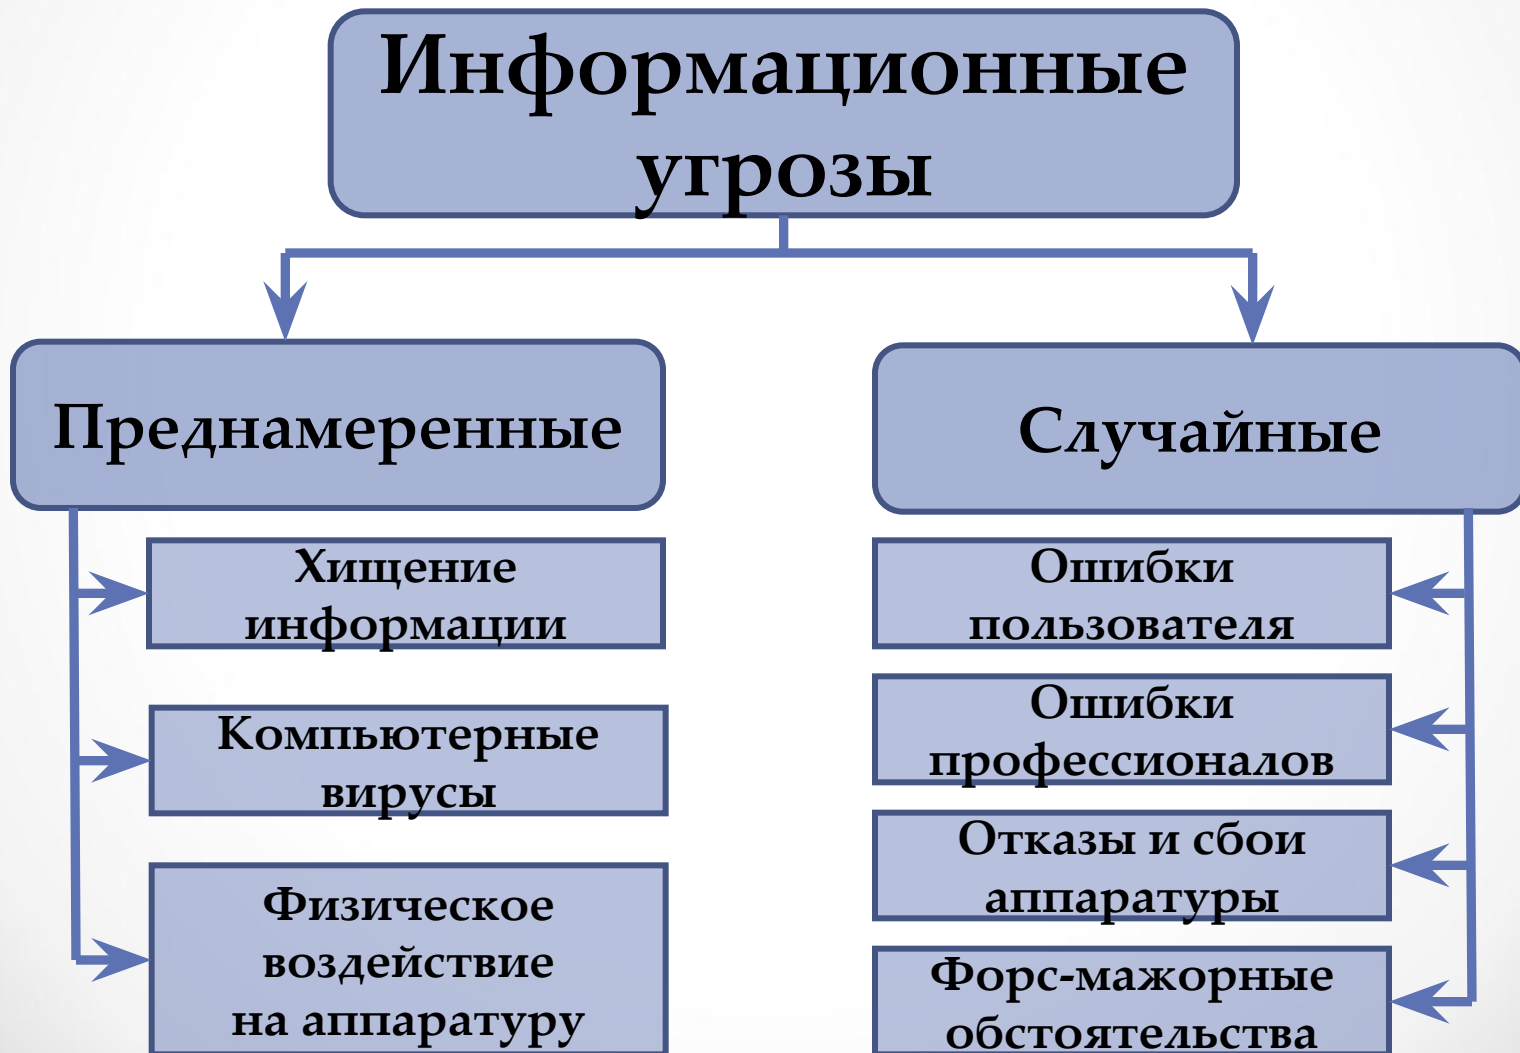 Информационные
угрозы
Преднамеренные
Случайные
Хищение
информации
Компьютерные
вирусы
Физическое
воздействие
на аппаратуру
Ошибки
пользователя
Ошибки
профессионалов
Отказы и сбои
аппаратуры
Форс-мажорные
обстоятельства